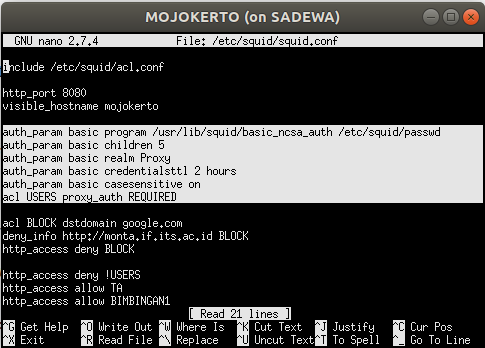 MOJOKERTO (on SADEWA)
GNU nano 2.7.4 File: /etc/squid/squid.conf
include /etc/squid/acl.conf
http_port 8080
visible_hostname mojokerto
auth_param basic program /usr/lib/squid/basic_ncsa_auth /etc/squid/passwd
auth_param basic children 5
auth_param basic realm Proxy
auth_param basic credentialsttl 2 hours
auth_param basic casesensitive on
acl USERS proxy_auth REQUIRED
acl BLOCK dstdomain google.com
deny_info http://monta.if.its.ac.id BLOCK
http_access deny BLOCK
http_access deny !USERS
http_access allow TA
http_access allow BIMBINGAN1
[ Read 21 lines ]
^G Get Help ^O Write Out ^W Where Is ^K Cut Text ^J Justify ^C Cur Pos
^X Exit ^R Read File ^\ Replace ^U Uncut Text ^T To Spell ^_ Go To Line